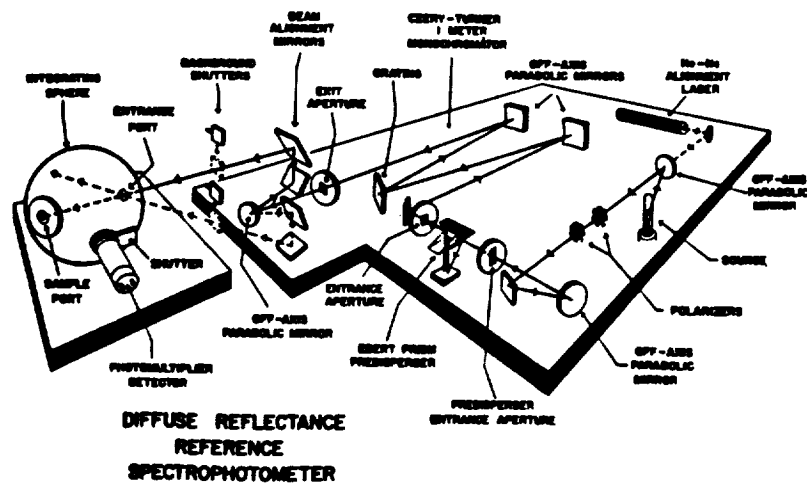 BEAM
ALIGNMENT
MIRRORS
CZERY-TURNER
1 METER
MONOCHROMATOR
BACKGROUND
SHUTTERS
EXIT
APERTURE
GRATING
OFF-AXIS
PARABOLIC MIRRORS
He-Ne
ALIGNMENT
LASER
INTEGRATING
SPHERE
ENTRANCE
PORT
OFF-AXIS
PARABOLIC
MIRROR
SHUTTER
SAMPLE
PORT
ENTRANCE
APERTURE
SOURCE
POLARIZERS
OFF-AXIS
PARABOLIC MIRROR
EBERT PRISM
PREDISPERSER
OFF-AXIS
PARABOLIC
MIRROR
PHOTOMULTIPLIER
DETECTOR
PREDISPERSER
ENTRANCE APERTURE
DIFFUSE REFLECTANCE
REFERENCE
SPECTROPHOTOMETER